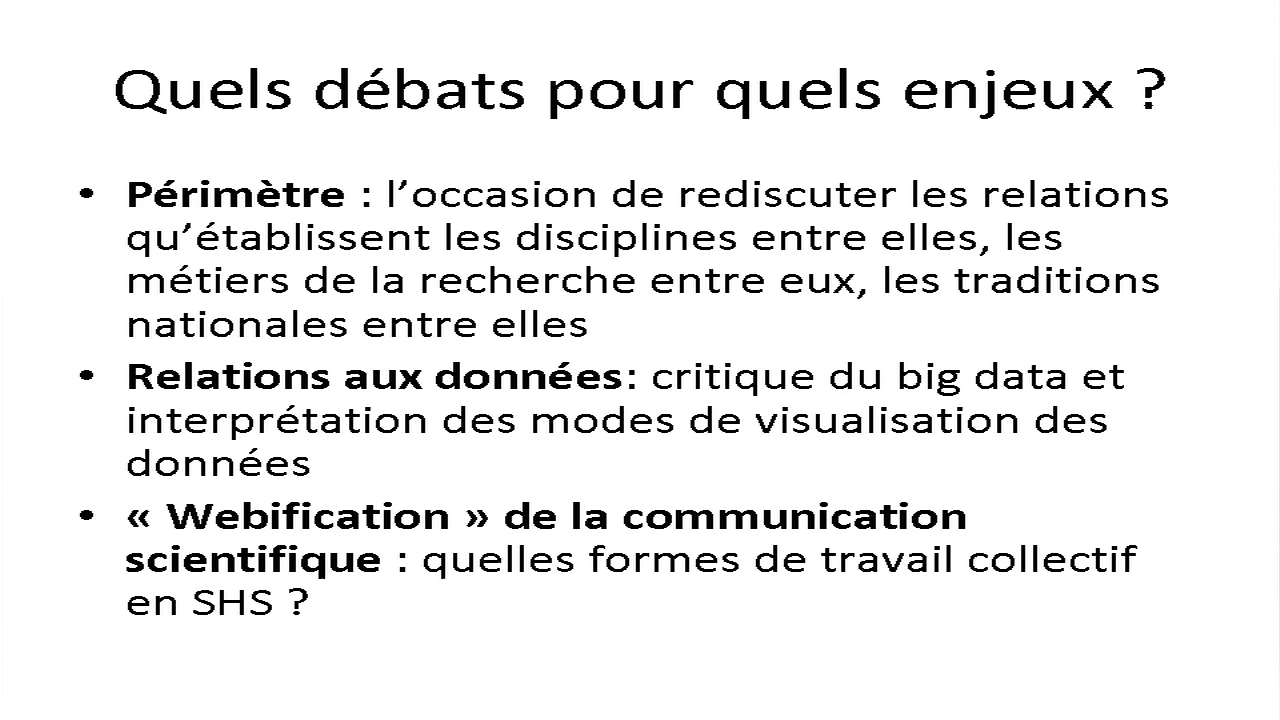 Quels débats pour quels enjeux ?
• Périmètre : l’occasion de rediscuter les relations
qu’établissent les disciplines entre elles, les
métiers de la recherche entre eux, les traditions
nationales entre elles
• Relations aux données: critique du big data et
interprétation des modes de visualisation des
données
• « Webification » de la communication
scientifique : quelles formes de travail collectif
en SHS ?